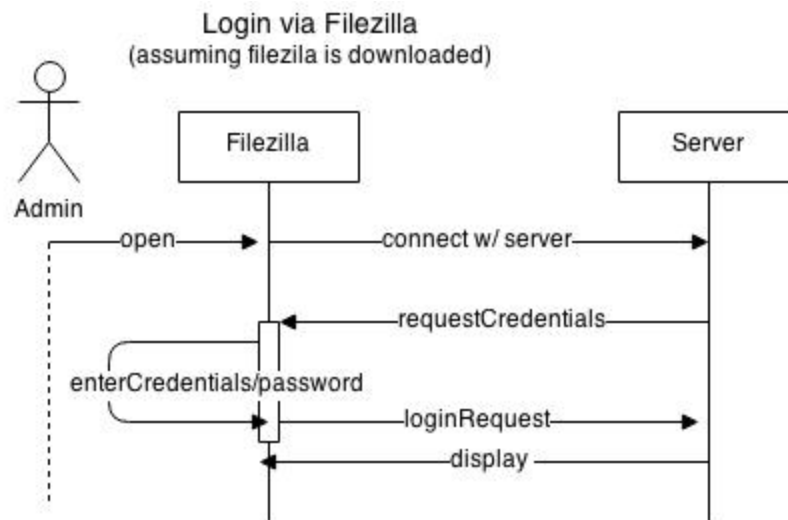 Login via Filezilla
(assuming filezila is downloaded)
Filezilla
Server
Admin
open
connect w/ server
requestCredentials
enterCredentials/password
loginRequest
display